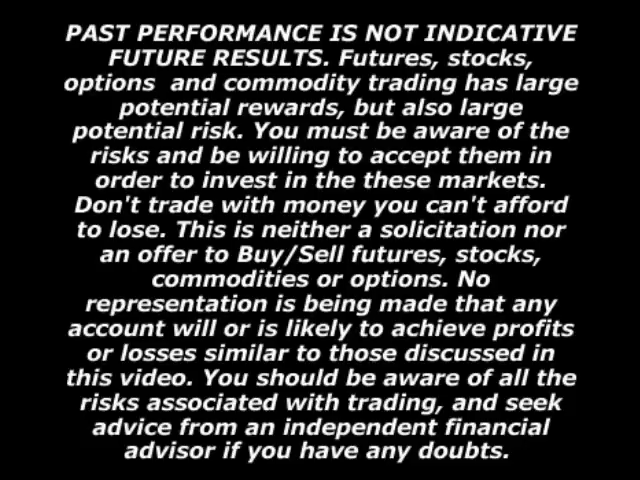 PAST PERFORMANCE IS NOT INDICATIVE
FUTURE RESULTS. Futures, stocks,
options  and commodity trading has large
potential rewards, but also large
potential risk. You must be aware of the
risks and be willing to accept them in
order to invest in the these markets.
Don't trade with money you can't afford
to lose. This is neither a solicitation nor
an offer to Buy/Sell futures, stocks,
commodities or options. No
representation is being made that any
account will or is likely to achieve profits
or losses similar to those discussed in
this video. You should be aware of all the
risks associated with trading, and seek
advice from an independent financial
advisor if you have any doubts.